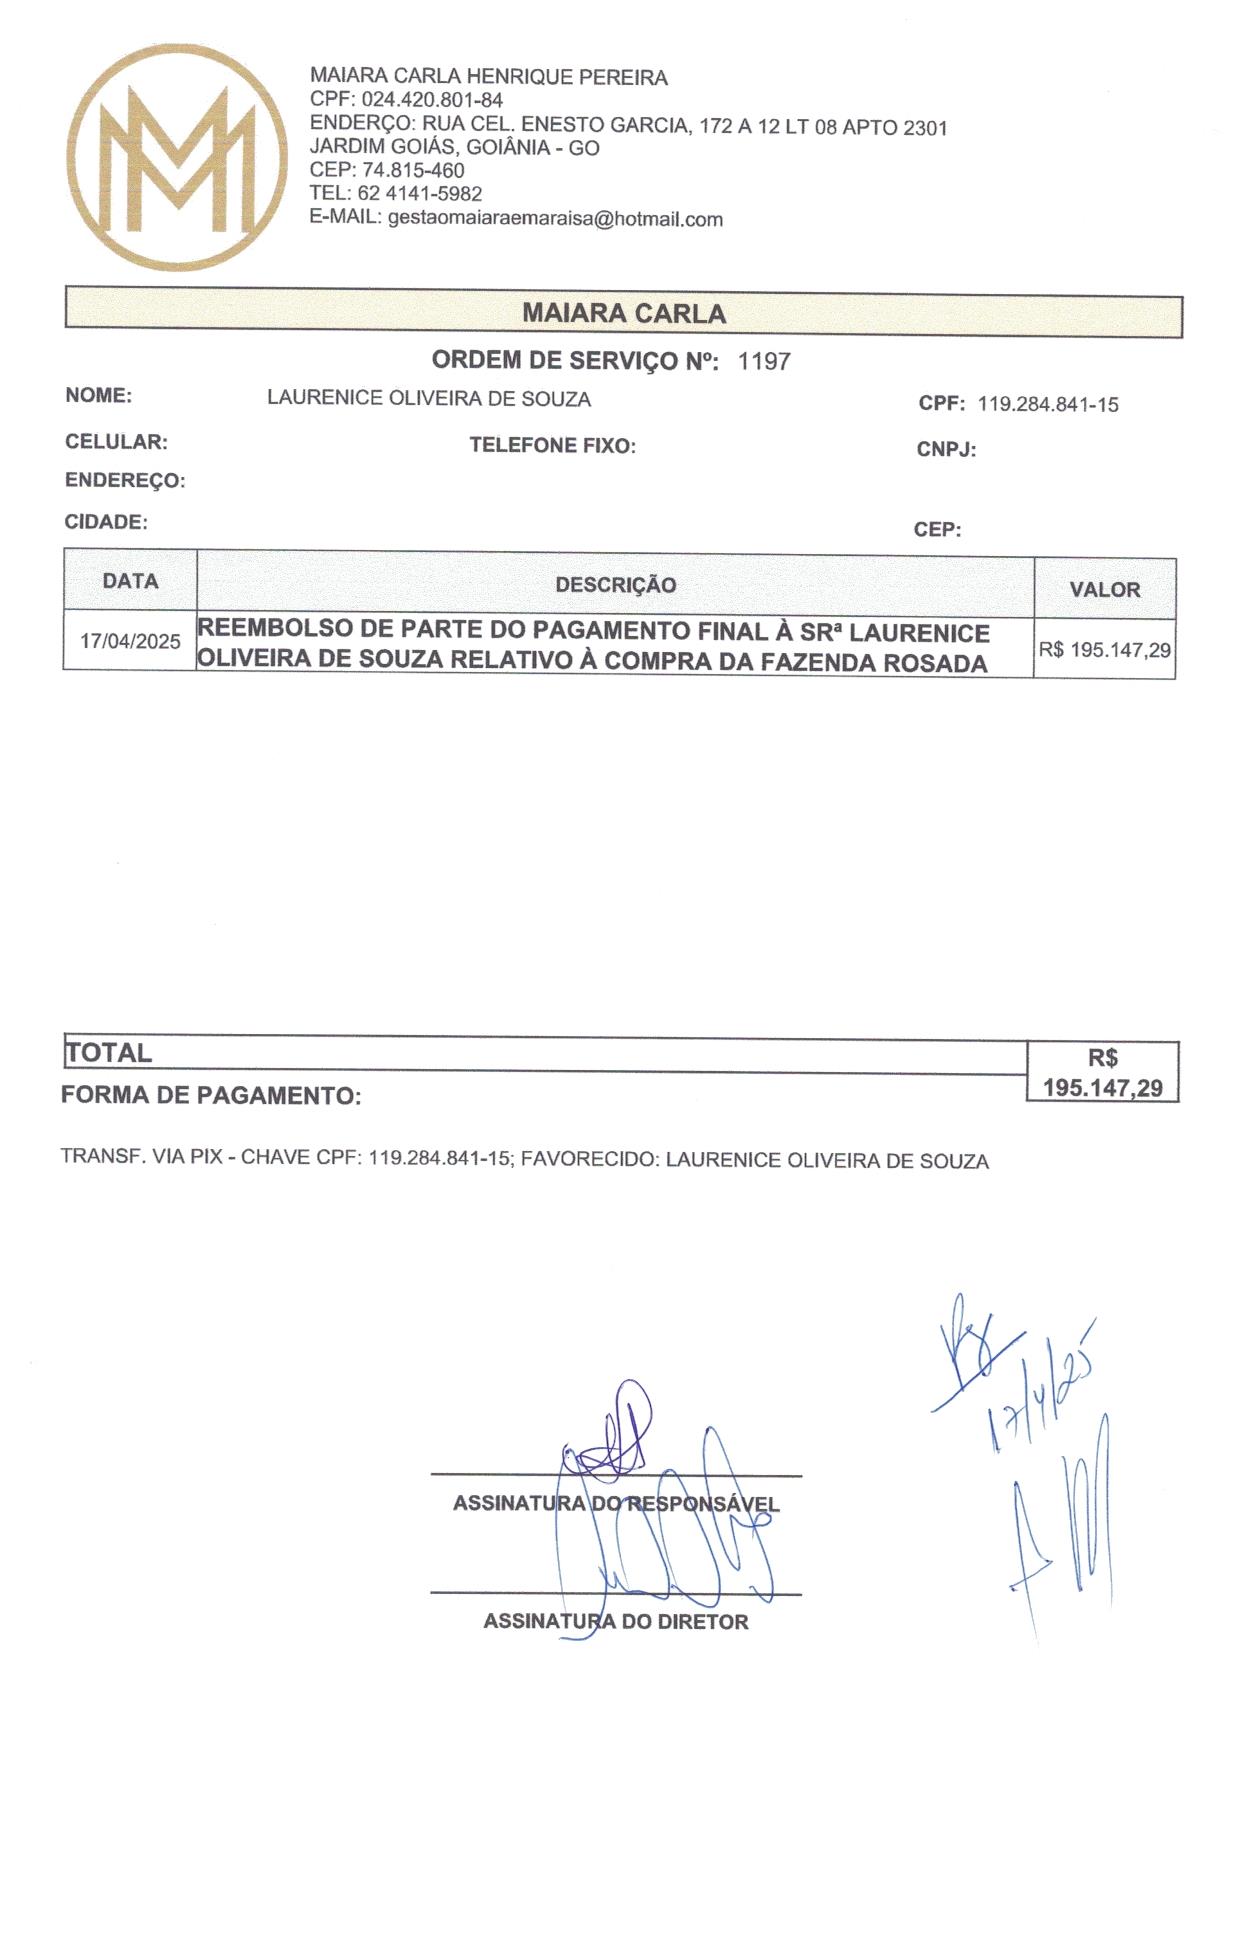 MAIARA CARLA HENRIQUE PEREIRA
CPF: 024.420.801-84
ENDERÇO: RUA CEL. ENESTO GARCIA, 172 A 12 LT 08 APTO 2301
JARDIM GOIÁS, GOIÂNIA - GO
CEP: 74.815-460
TEL: 62 4141-5982
E-MAIL: gestaomaiaraemaraisa@hotmail.com
MAIARA CARLA
ORDEM DE SERVIÇO Nº: 1197
NOME: LAURENICE OLIVEIRA DE SOUZA CPF: 119.284.841-15
CELULAR: TELEFONE FIXO: CNPJ:
ENDEREÇO:
CIDADE: CEP:
DATA DESCRIÇÃO VALOR
17/04/2025 REEMBOLSO DE PARTE DO PAGAMENTO FINAL À SRª LAURENICE
OLIVEIRA DE SOUZA RELATIVO À COMPRA DA FAZENDA ROSADA R$ 195.147,29
TOTAL R$
195.147,29
FORMA DE PAGAMENTO:
TRANSF. VIA PIX - CHAVE CPF: 119.284.841-15; FAVORECIDO: LAURENICE OLIVEIRA DE SOUZA
17/4/25
ASSINATURA DO RESPONSÁVEL
ASSINATURA DO DIRETOR